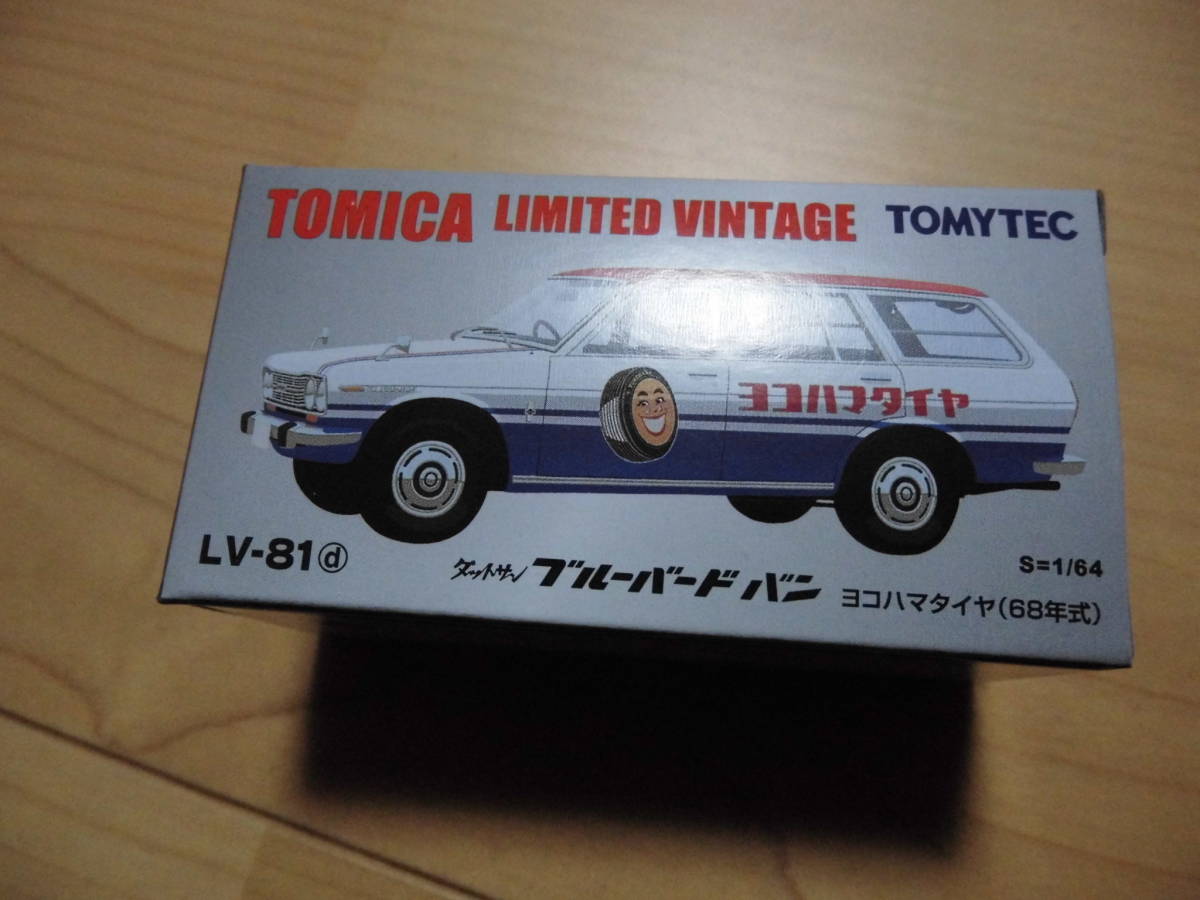 TOMICA LIMITED VINTAGE TOMYTEC
ヨコハマタイヤ
LV-81ⓓ
S=1/64
ダットサン ブルーバード バン ヨコハマタイヤ(68年式)